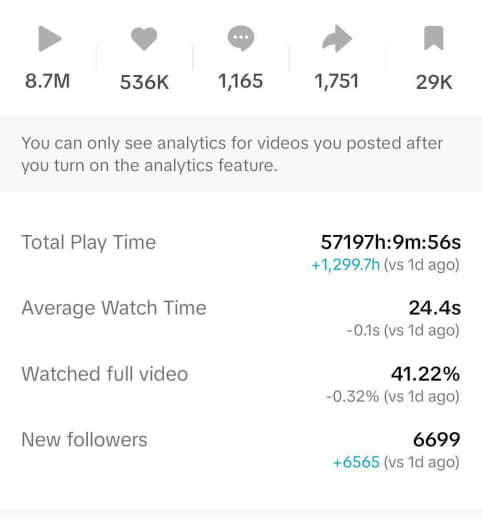 8.7M 536K 1,165 1,751 29K
You can only see analytics for videos you posted after
you turn on the analytics feature.
Total Play Time 57197h:9m:56s
+1,299.7h (vs 1d ago)
Average Watch Time 24.4s
-0.1s (vs 1d ago)
Watched full video 41.22%
-0.32% (vs 1d ago)
New followers 6699
+6565 (vs 1d ago)